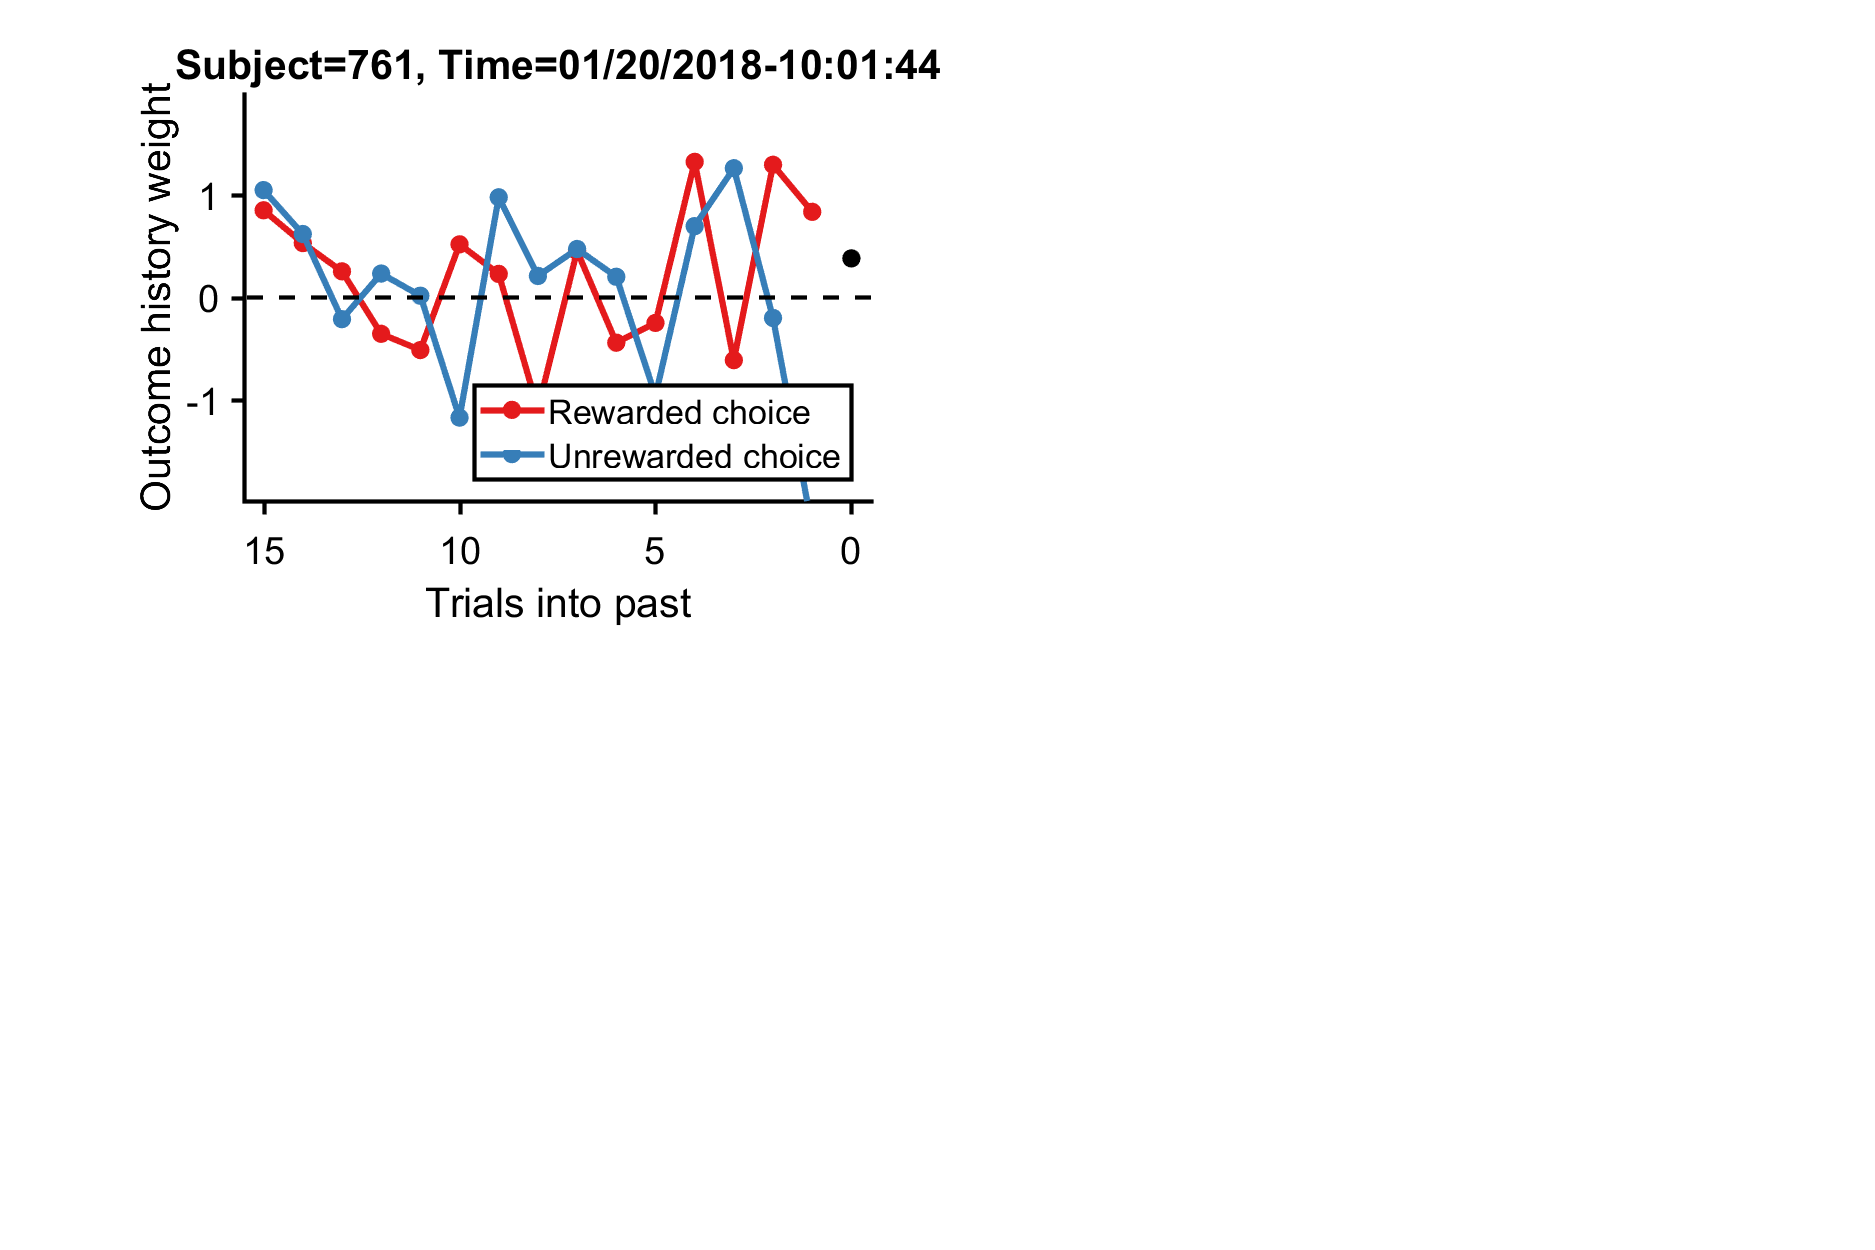 Subject=761, Time=01/20/2018-10:01:44
Outcome history weight
1
0
-1
Rewarded choice
Unrewarded choice
15 10 5 0
Trials into past